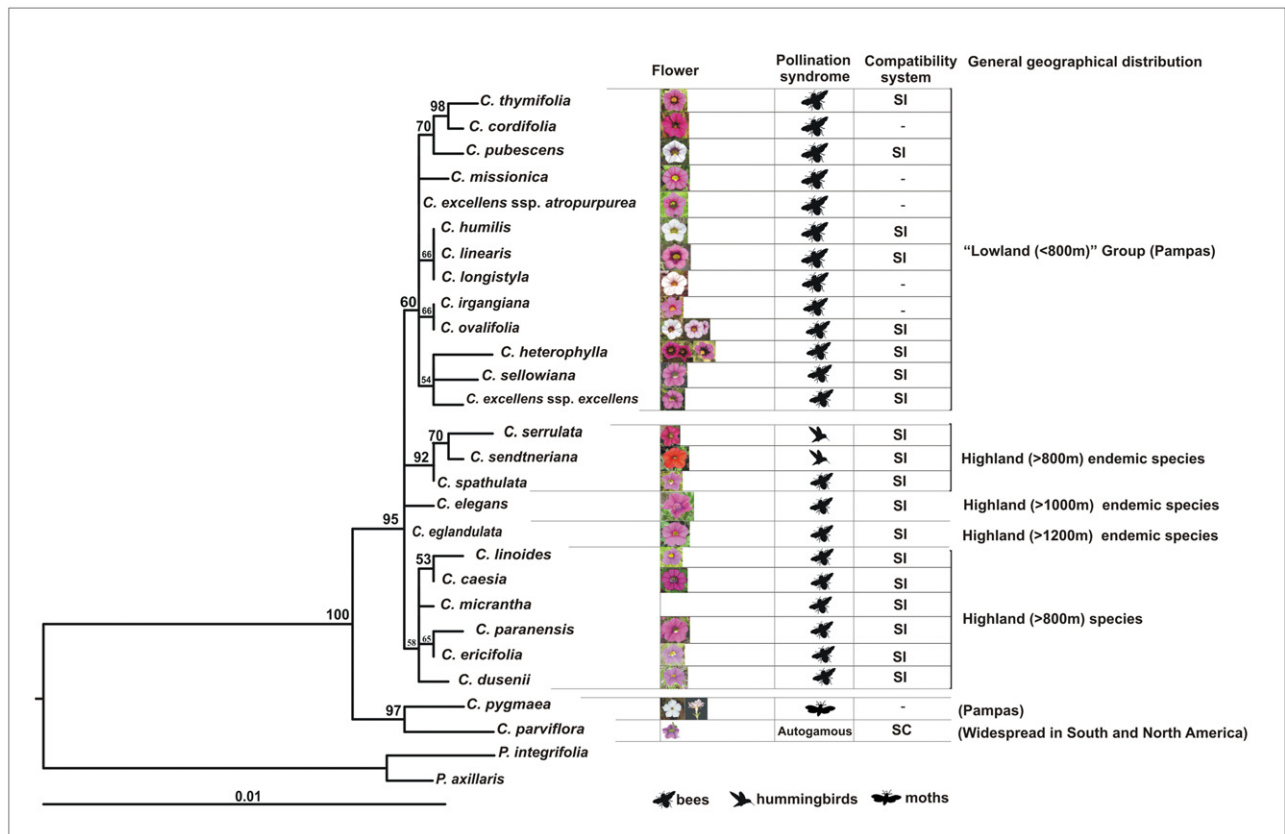 Flower
Pollination syndrome
Compatibility system
General geographical distribution
98
C. thymifolia
SI
70
C. cordifolia
-
C. pubescens
SI
C. missionica
-
C. excellens ssp. atropurpurea
-
C. humilis
SI
66
C. linearis
SI
"Lowland (<800m)" Group (Pampas)
C. longistyla
-
60
66
C. irgangiana
-
C. ovalifolia
SI
C. heterophylla
SI
54
C. sellowiana
SI
C. excellens ssp. excellens
SI
70
C. serrulata
SI
92
C. sendtneriana
SI
Highland (>800m) endemic species
C. spathulata
SI
C. elegans
SI
Highland (>1000m) endemic species
95
C. eglandulata
SI
Highland (>1200m) endemic species
53
C. linoides
SI
C. caesia
SI
C. micrantha
SI
Highland (>800m) species
100
58
65
C. paranensis
SI
C. ericifolia
SI
C. dusenii
SI
97
C. pygmaea
-
(Pampas)
C. parviflora
Autogamous
SC
(Widespread in South and North America)
P. integrifolia
P. axillaris
0.01
bees
hummingbirds
moths